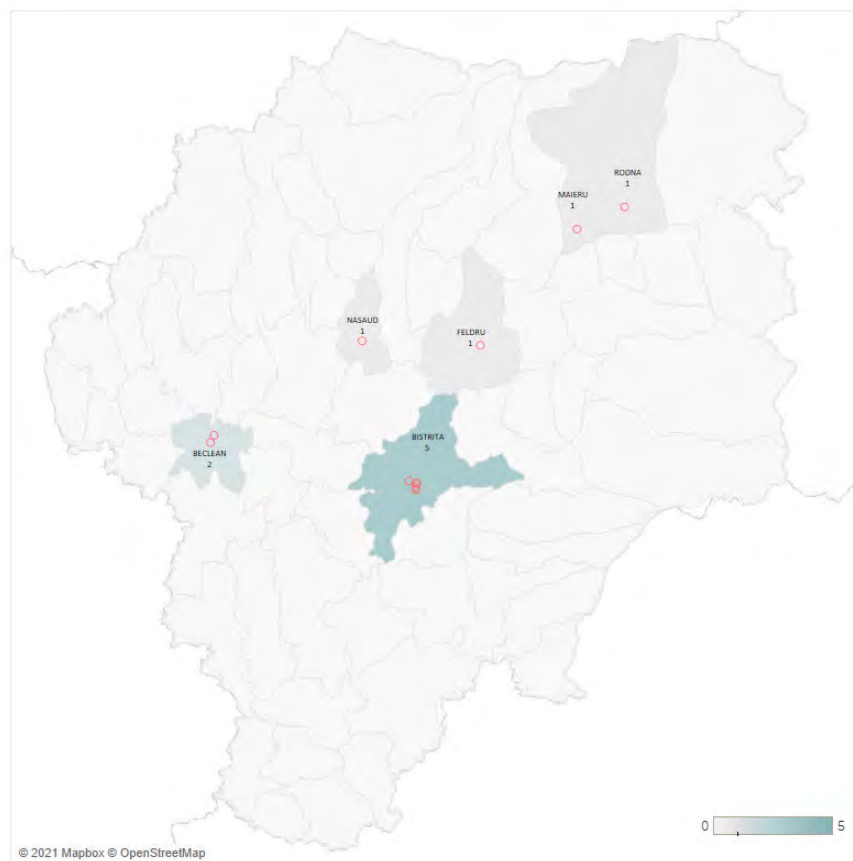 RODNA
1
MAIERU
1
NASAUD
1
FELDRU
1
BISTRITA
5
BECLEAN
2
0 5
© 2021 Mapbox © OpenStreetMap